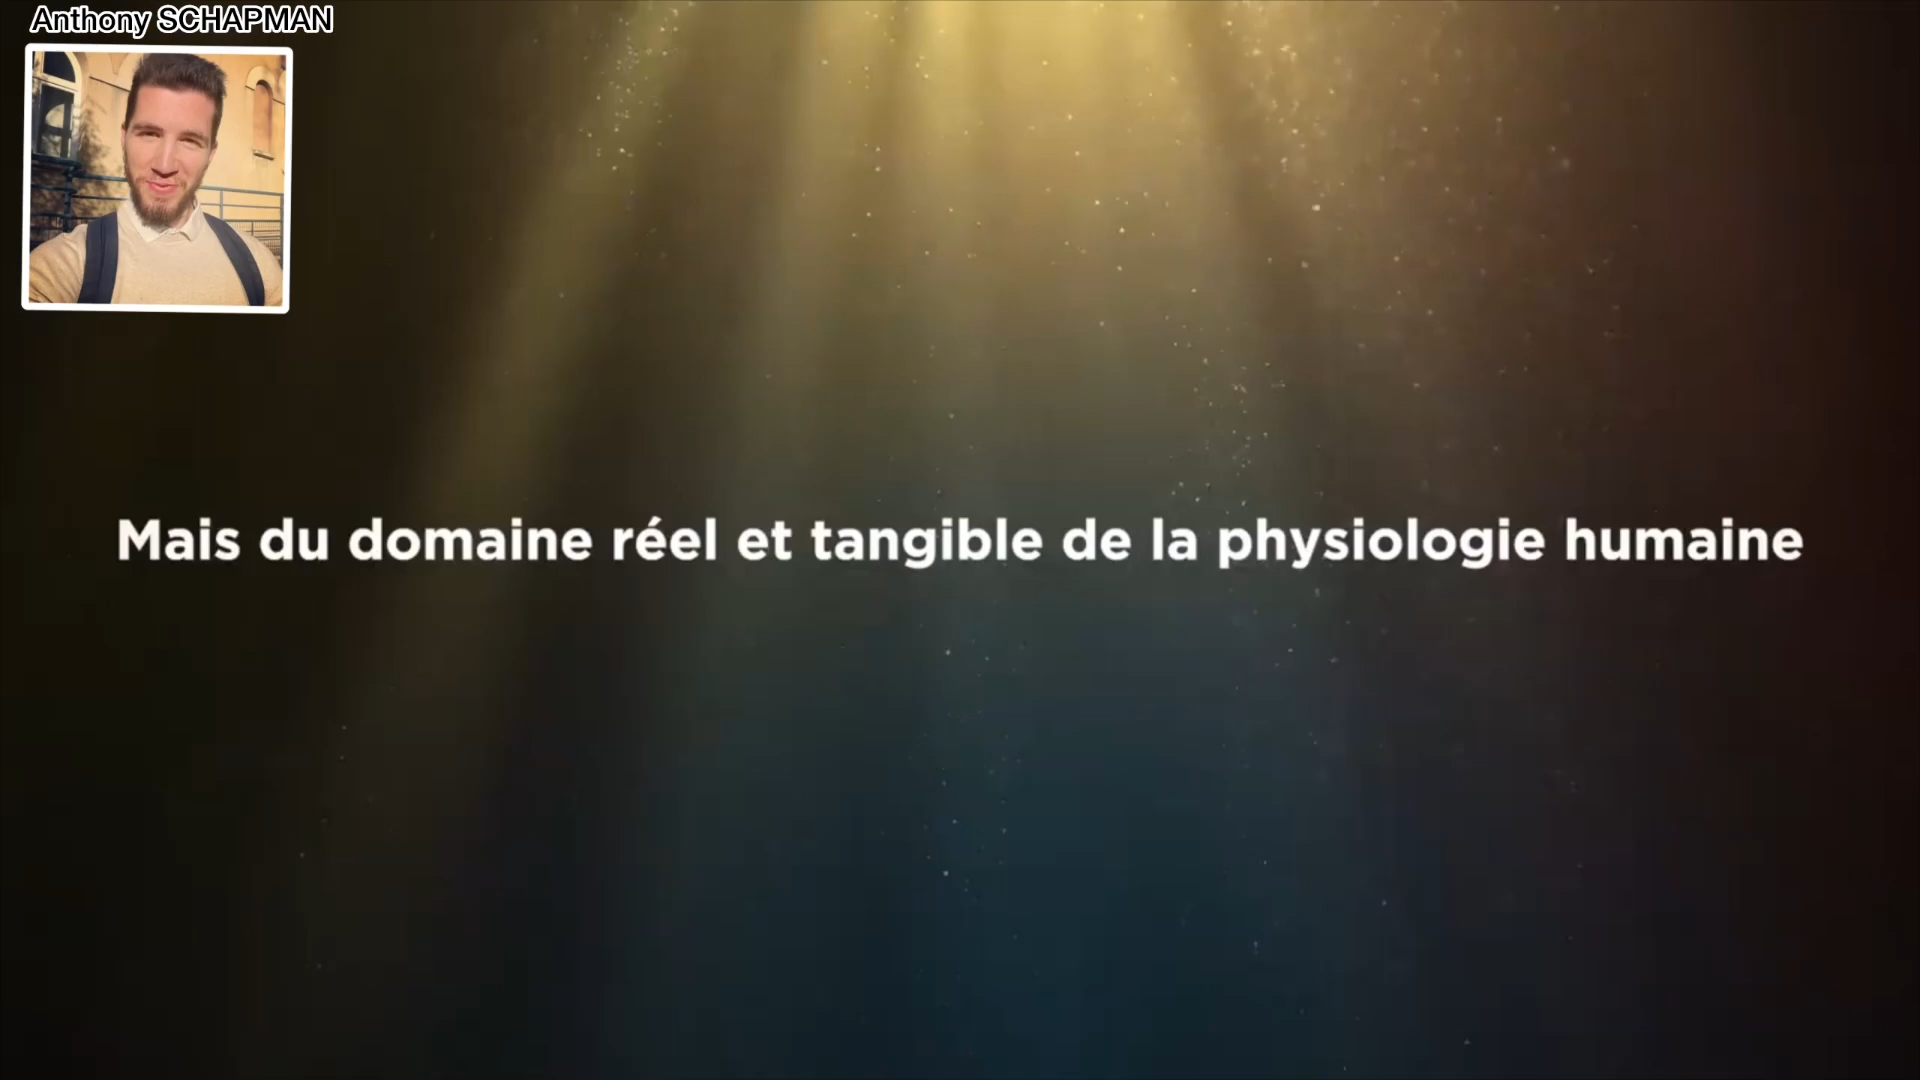 Anthony SCHAPMAN
Mais du domaine réel et tangible de la physiologie humaine